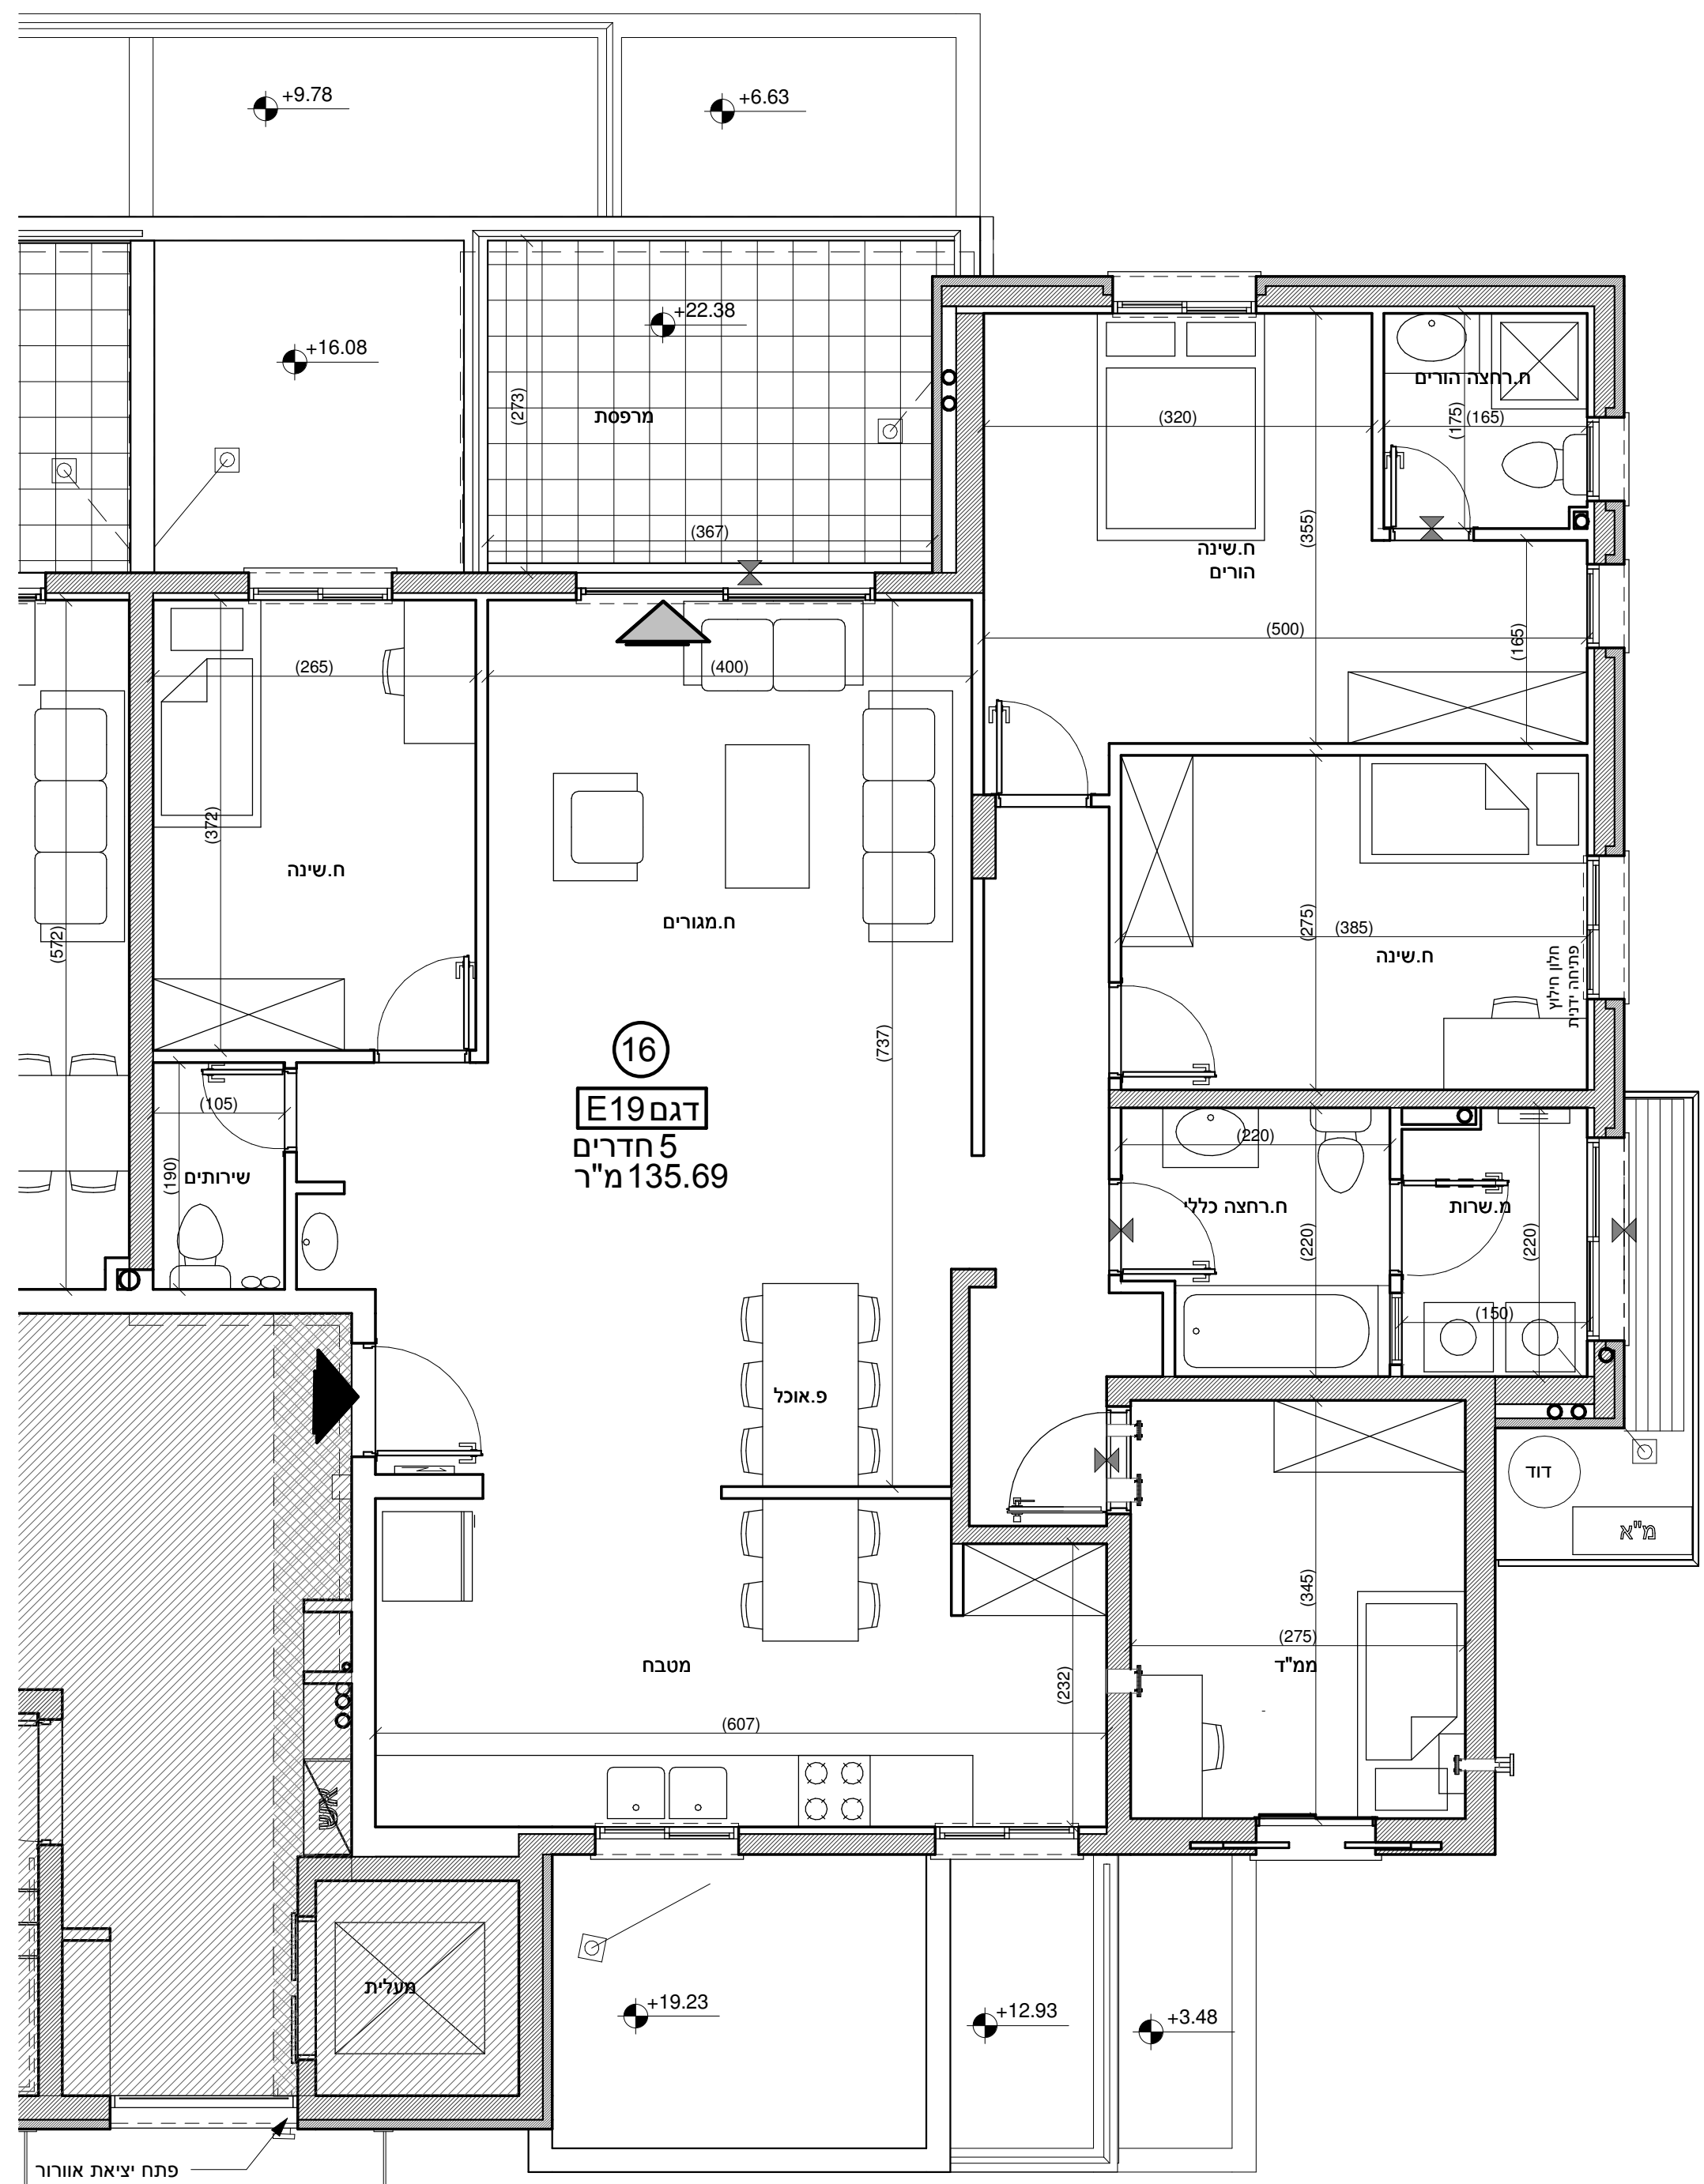 +9.78
+6.63
+22.38
+16.08
(273)
מרפסת
(367)
ח.רחצה הורים
(320)
(175)
(165)
ח.שינה
הורים
(355)
(500)
(165)
(265)
(400)
(372)
ח.שינה
ח.מגורים
(572)
(737)
(275)
(385)
ח.שינה
חלון חילוץ
פתיחה ידנית
16
דגם E19
5 חדרים
135.69 מ"ר
(105)
(190)
שירותים
(220)
ח.רחצה כללי
(220)
מ.שרות
(220)
(150)
פ.אוכל
דוד
מ"א
(345)
(275)
ממ"ד
מטבח
(232)
(607)
אש
מעלית
+19.23
+12.93
+3.48
פתח יציאת אוורור